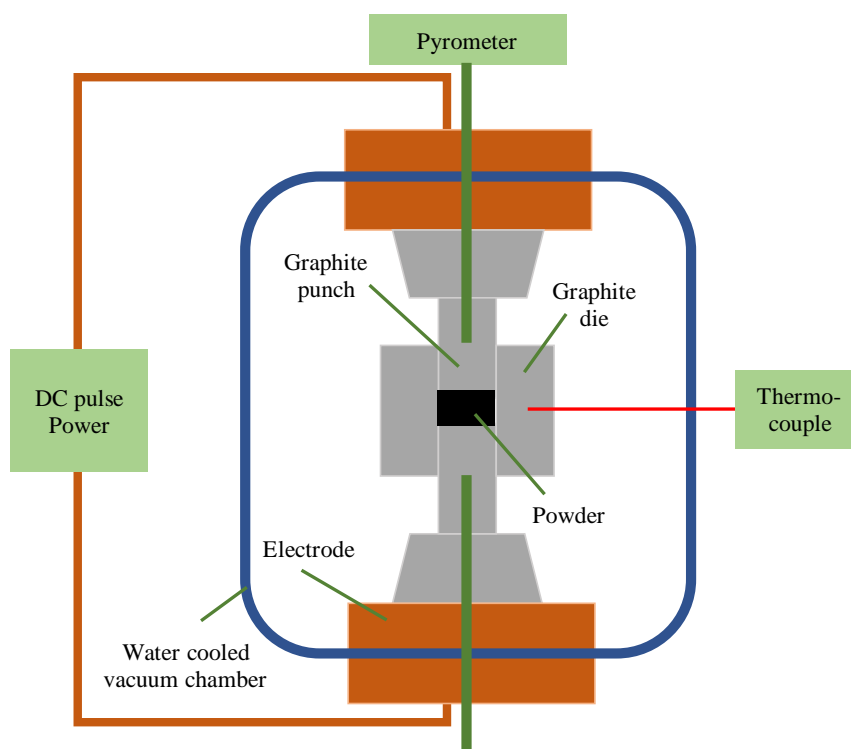 Pyrometer
Graphite
punch
Graphite
die
DC pulse
Power
Thermo-
couple
Powder
Electrode
Water cooled
vacuum chamber